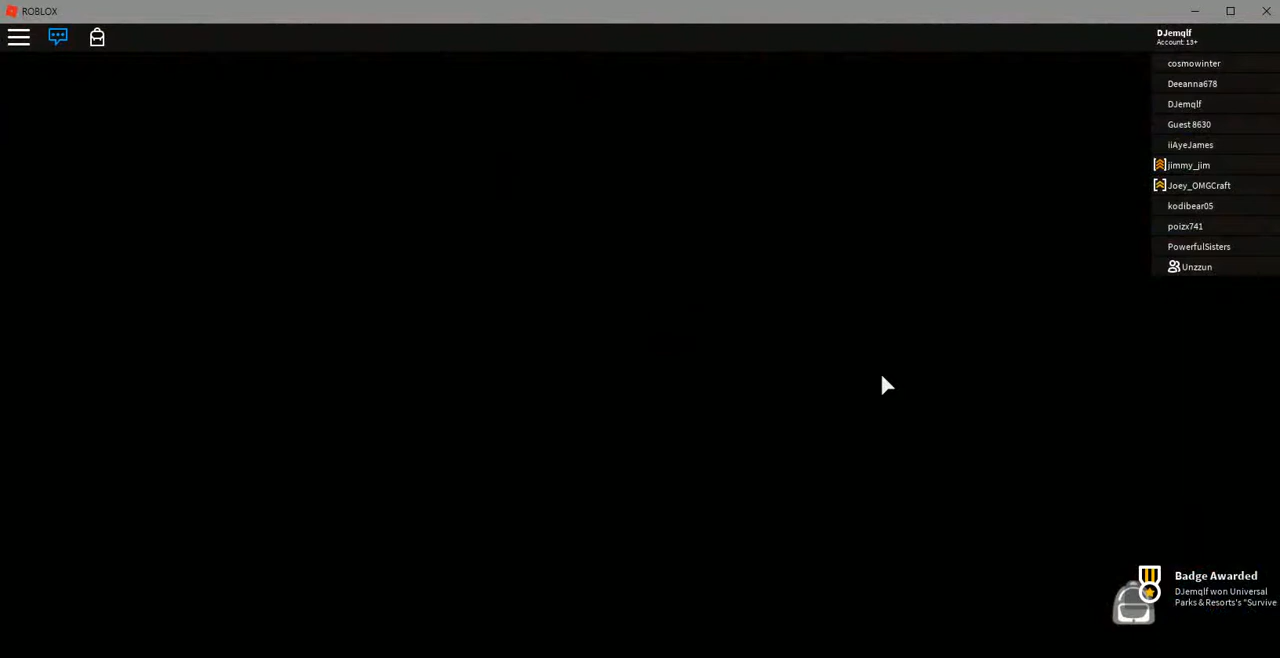 ROBLOX
DJemqlf
Account: 13+
cosmowinter
Deeanna678
DJemqlf
Guest 8630
iiAyeJames
jimmy_jim
Joey_OMGCraft
kodibear05
poizx741
PowerfulSisters
Unzzun
Badge Awarded
DJemqlf won Universal
Parks & Resorts's "Survive